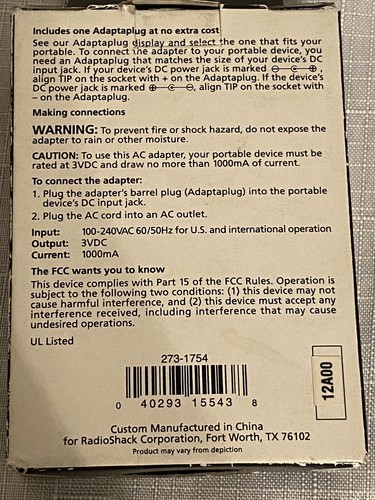 Includes one Adaptaplug at no extra cost
See our Adaptaplug display and select the one that fits your
portable. To connect the adapter to your portable device, you
need an Adaptaplug that matches the size of your device's DC
input jack. If your device's DC power jack is marked ⊖-C-⊕,
align TIP on the socket with + on the Adaptaplug. If the device's
DC power jack is marked ⊕-C-⊖, align TIP on the socket with
– on the Adaptaplug.
Making connections
WARNING: To prevent fire or shock hazard, do not expose the
adapter to rain or other moisture.
CAUTION: To use this AC adapter, your portable device must be
rated at 3VDC and draw no more than 1000mA of current.
To connect the adapter:
1. Plug the adapter's barrel plug (Adaptaplug) into the portable
device's DC input jack.
2. Plug the AC cord into an AC outlet.
Input: 100-240VAC 60/50Hz for U.S. and international operation
Output: 3VDC
Current: 1000mA
The FCC wants you to know
This device complies with Part 15 of the FCC Rules. Operation is
subject to the following two conditions: (1) this device may not
cause harmful interference, and (2) this device must accept any
interference received, including interference that may cause
undesired operations.
UL Listed
273-1754
0 40293 15543 8
12A00
Custom Manufactured in China
for RadioShack Corporation, Fort Worth, TX 76102
Product may vary from depiction